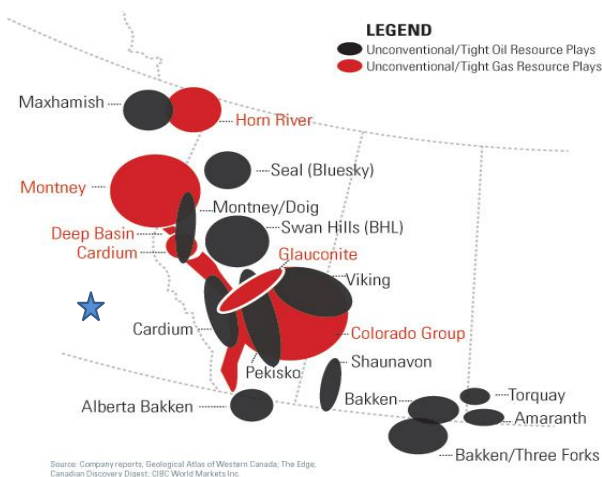 LEGEND
Unconventional/Tight Oil Resource Plays
Unconventional/Tight Gas Resource Plays
Maxhamish
Horn River
Seal (Bluesky)
Montney
Montney/Doig
Swan Hills (BHL)
Deep Basin
Cardium
Glauconite
Viking
Cardium
Colorado Group
Pekisko
Shaunavon
Alberta Bakken
Bakken
Torquay
Amaranth
Bakken/Three Forks
Source: Company reports, Geological Atlas of Western Canada, The Edge,
Canadian Discovery Digest; CIBC World Markets Inc.